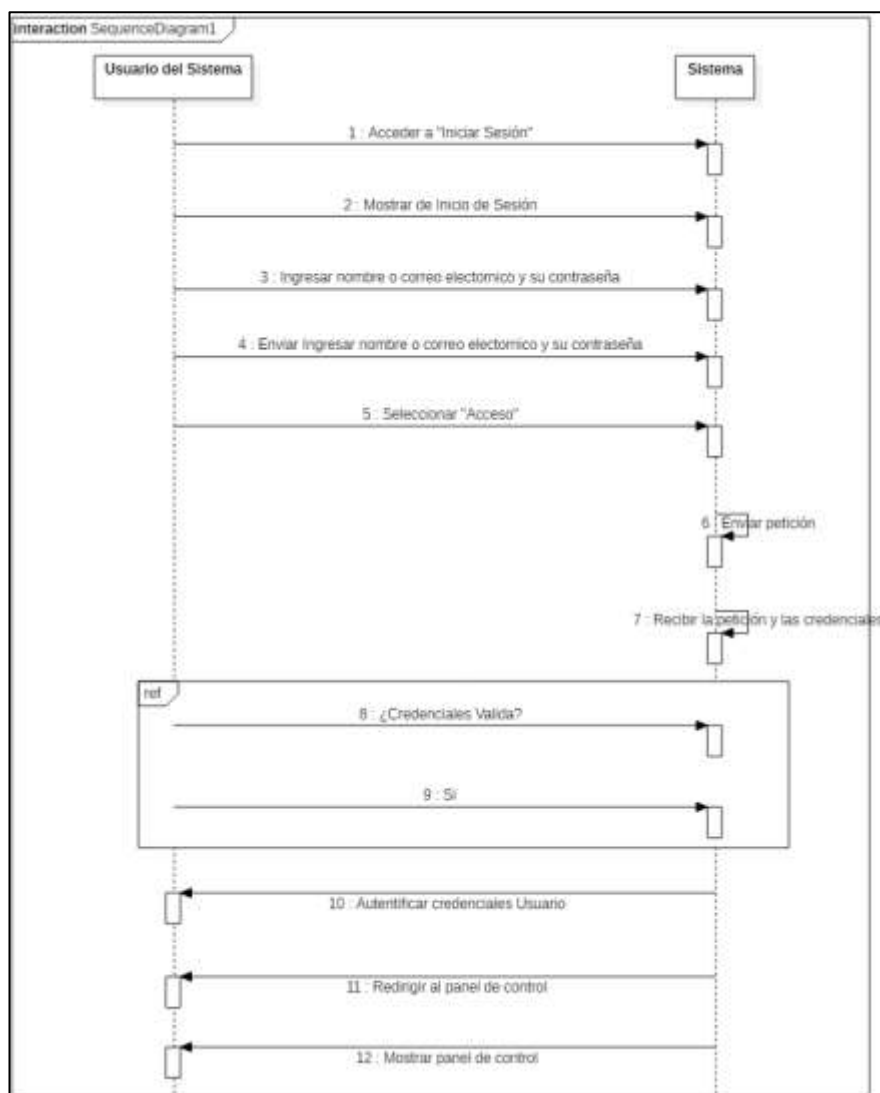 interaction SequenceDiagram1
Usuario del Sistema
Sistema
1 : Acceder a "Iniciar Sesión"
2 : Mostrar de Inicio de Sesión
3 : Ingresar nombre o correo electornico y su contraseña
4 : Enviar Ingresar nombre o correo electornico y su contraseña
5 : Seleccionar "Acceso"
6 : Enviar petición
7 : Recibir la petición y las credenciales
ref
8 : ¿Credenciales Valida?
9 : Si
10 : Autentificar credenciales Usuario
11 : Redirigir al panel de control
12 : Mostrar panel de control